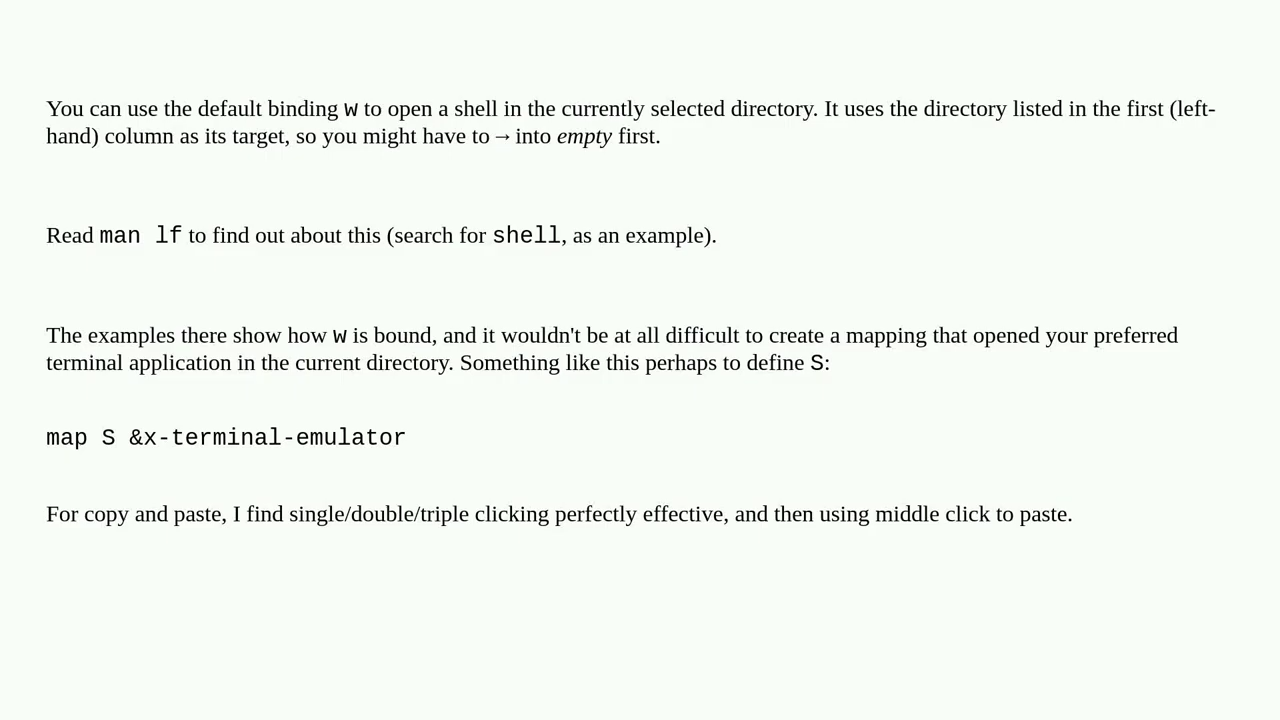 You can use the default binding w to open a shell in the currently selected directory. It uses the directory listed in the first (left-
hand) column as its target, so you might have to → into empty first.
Read man lf to find out about this (search for shell, as an example).
The examples there show how w is bound, and it wouldn't be at all difficult to create a mapping that opened your preferred
terminal application in the current directory. Something like this perhaps to define S:
map S &x-terminal-emulator
For copy and paste, I find single/double/triple clicking perfectly effective, and then using middle click to paste.